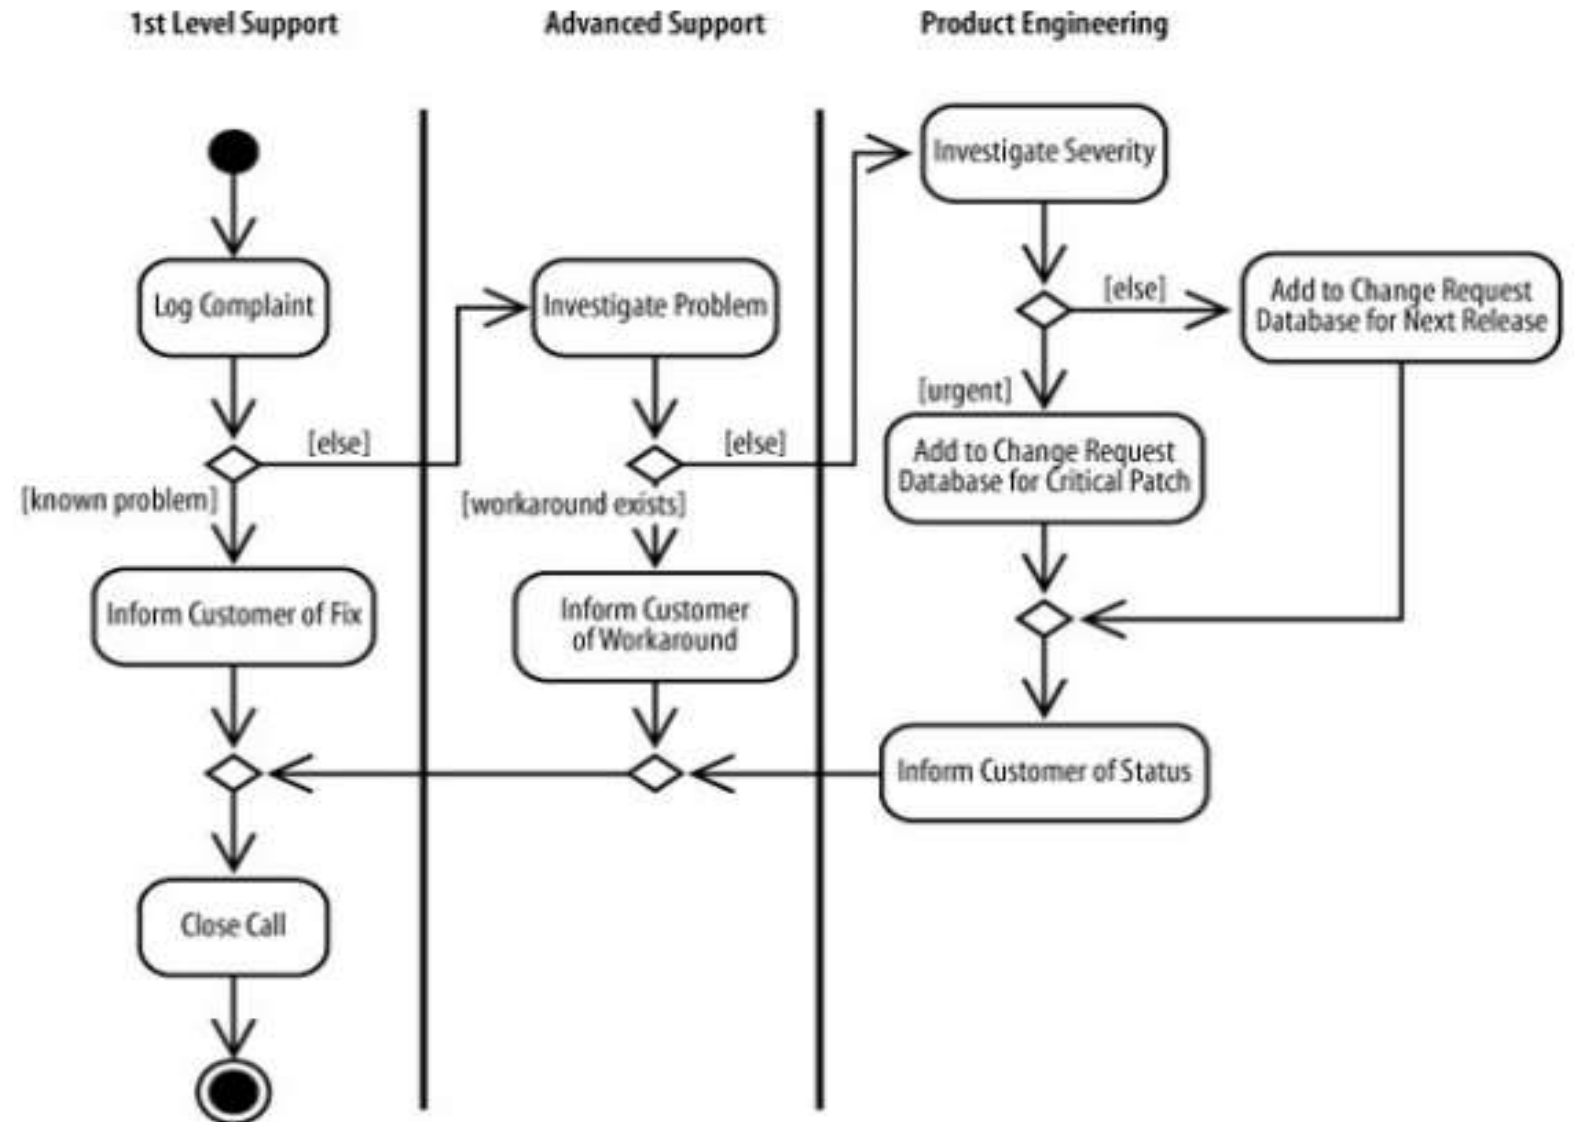 1st Level Support
Advanced Support
Product Engineering
Investigate Severity
Log Complaint
Investigate Problem
[else]
Add to Change Request
Database for Next Release
[urgent]
[else]
[else]
Add to Change Request
Database for Critical Patch
[known problem]
[workaround exists]
Inform Customer of Fix
Inform Customer
of Workaround
Inform Customer of Status
Close Call